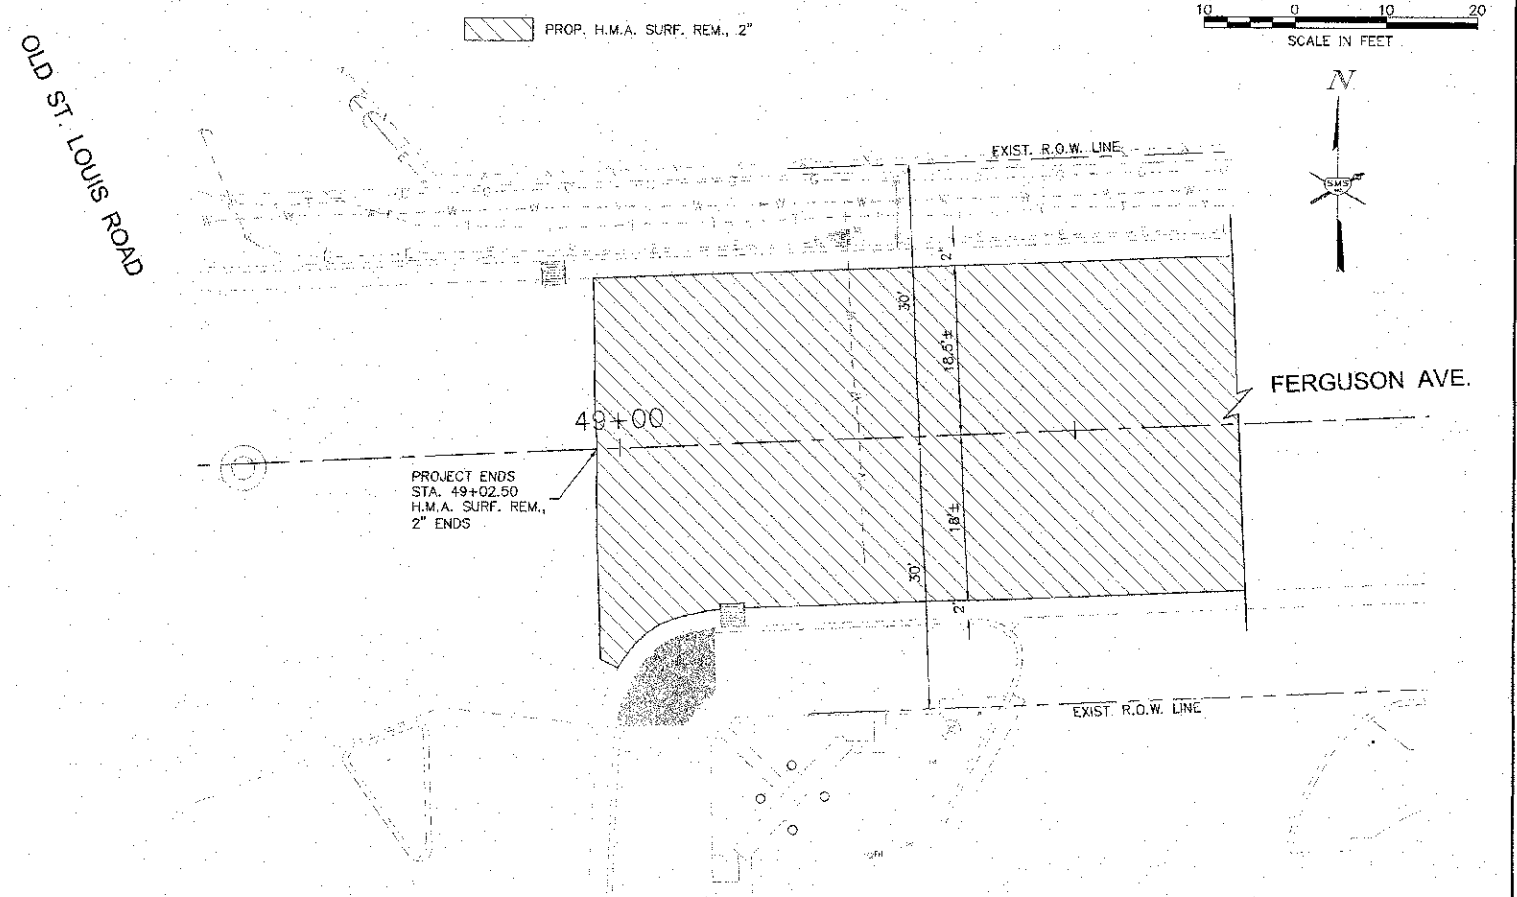 PROP. H.M.A. SURF. REM., 2"
10 0 10 20
SCALE IN FEET
OLD ST. LOUIS ROAD
N
SMS
EXIST. R.O.W. LINE
2'
30'
18.5'±
FERGUSON AVE.
49+00
PROJECT ENDS
STA. 49+02.50
H.M.A. SURF. REM.,
2" ENDS
18'±
30'
2'
EXIST. R.O.W. LINE